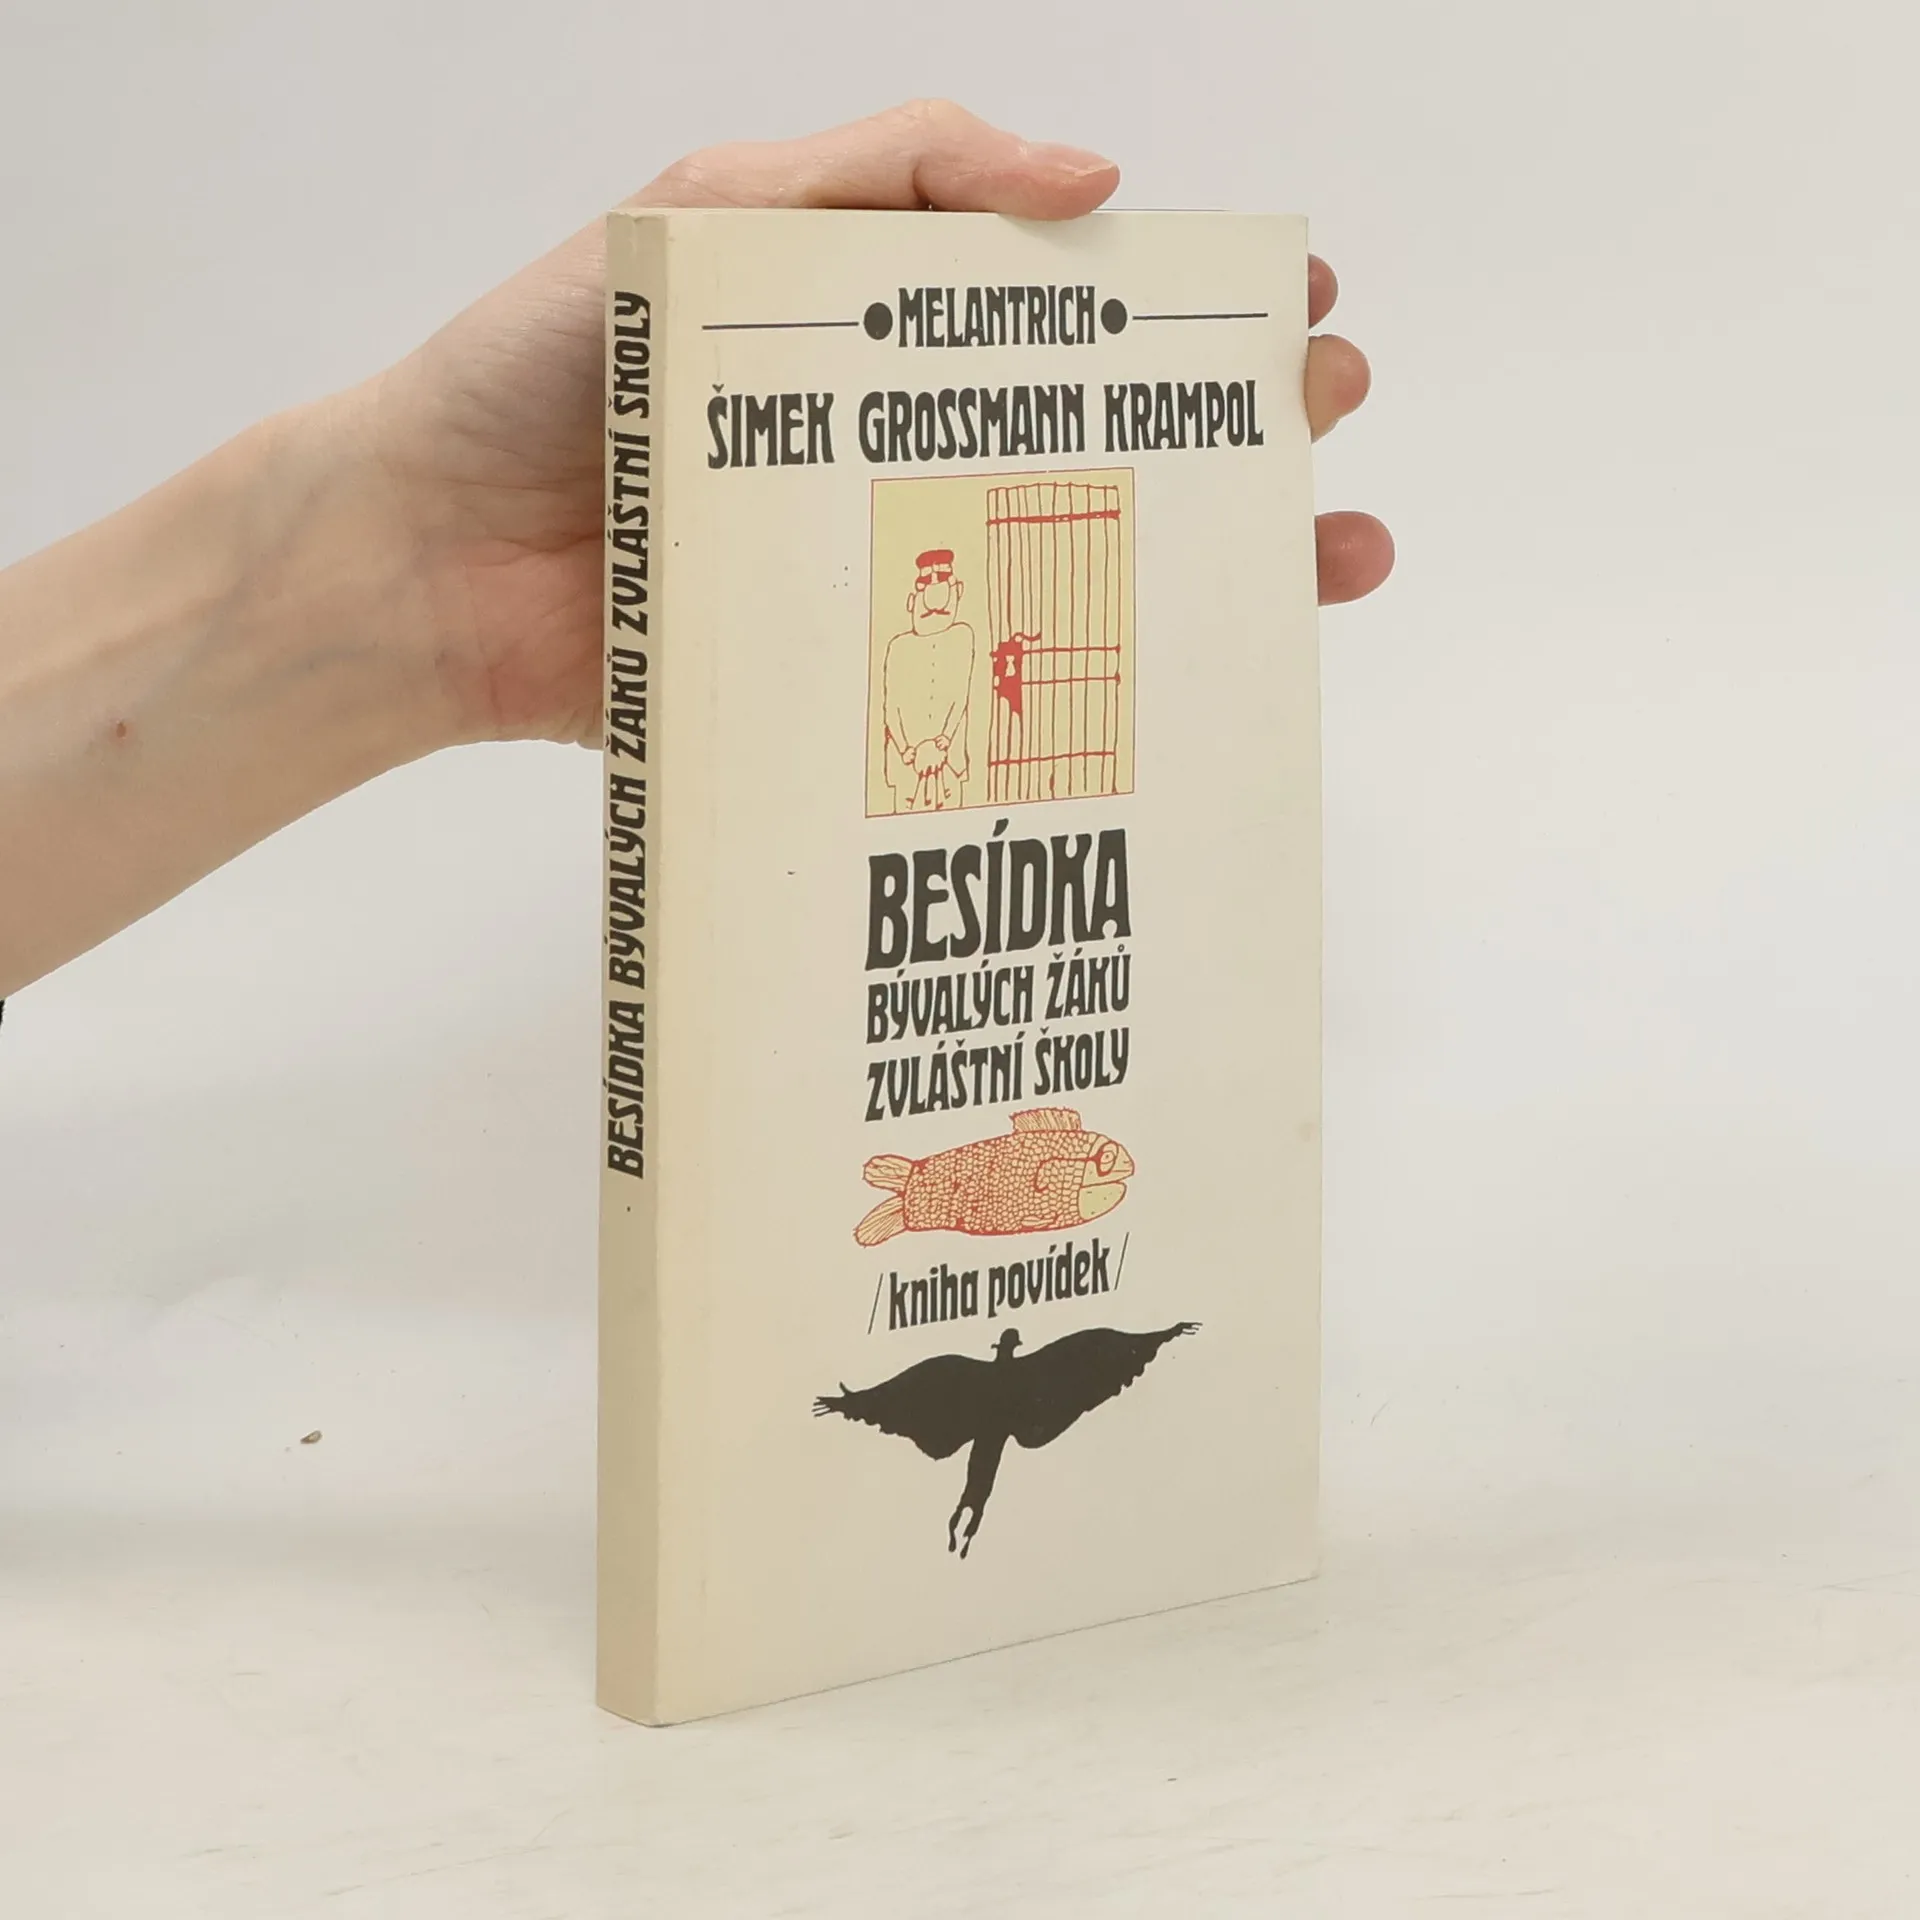 MELANTRICH
ŠIMEK GROSSMANN KRAMPOL
BESÍDKA
BÝVALÝCH ŽÁKŮ
ZVLÁŠTNÍ ŠKOLY
/kniha povídek/
BESÍDKA BÝVALÝCH ŽÁKŮ ZVLÁŠTNÍ ŠKOLY